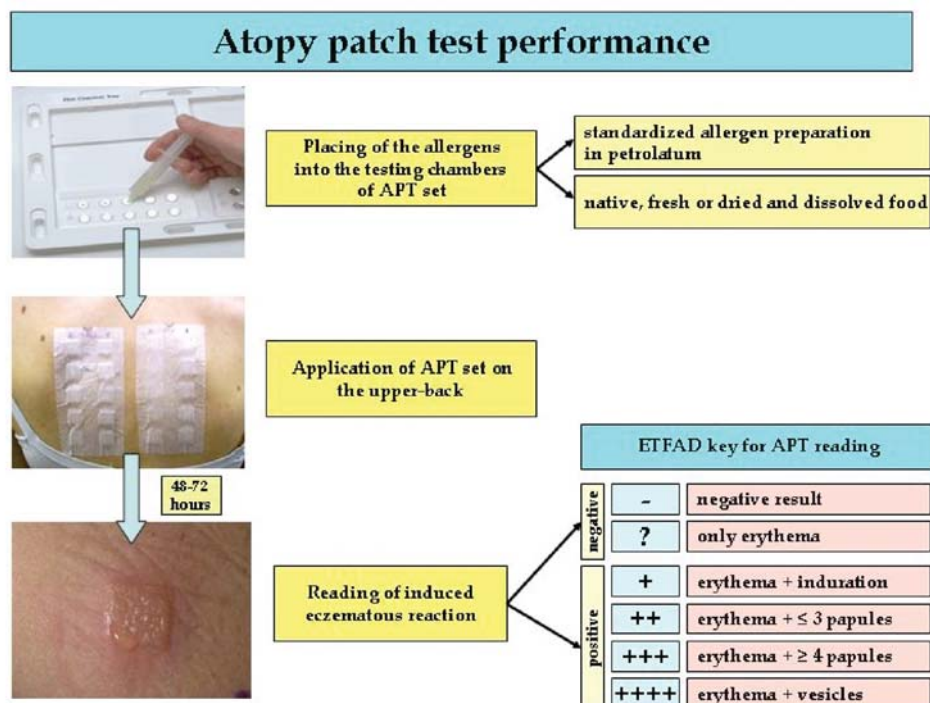 Atopy patch test performance
Placing of the allergens
into the testing chambers
of APT set
standardized allergen preparation
in petrolatum
native, fresh or dried and dissolved food
Application of APT set on
the upper-back
48-72
hours
Reading of induced
eczematous reaction
ETFAD key for APT reading
negative
- negative result
? only erythema
positive
+ erythema + induration
++ erythema + ≤ 3 papules
+++ erythema + ≥ 4 papules
++++ erythema + vesicles